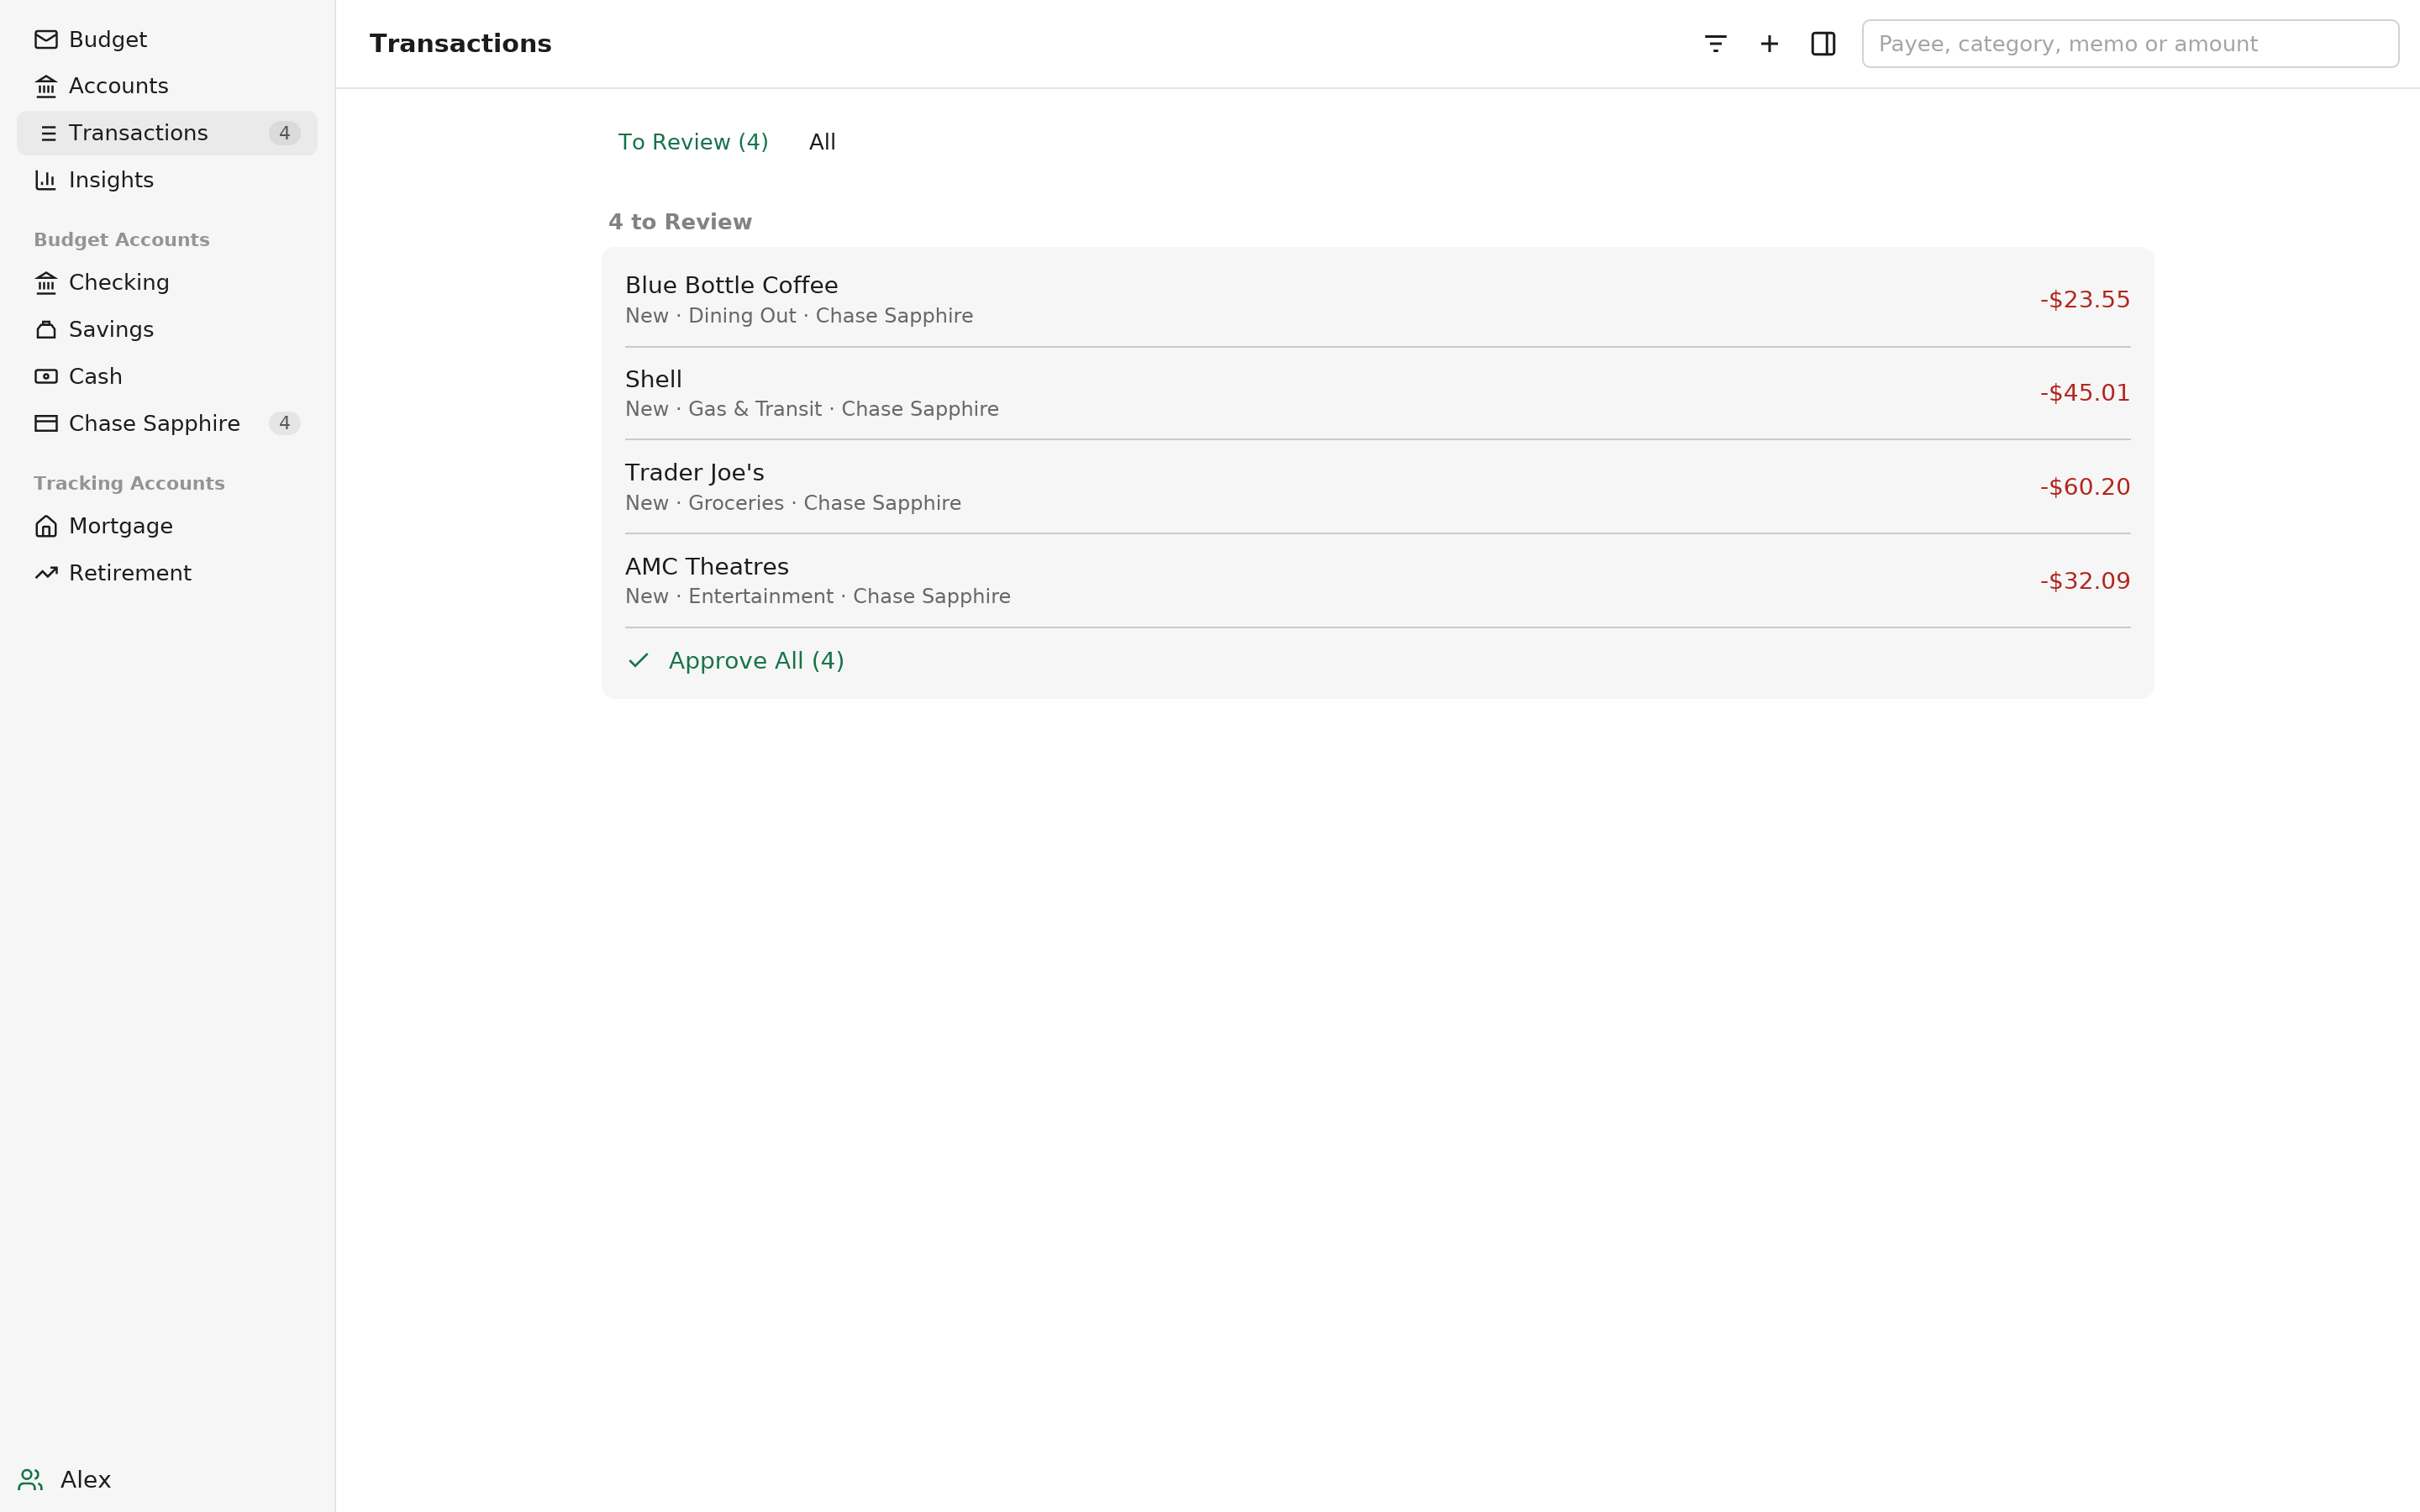 Budget
Accounts
Transactions 4
Insights
Budget Accounts
Checking
Savings
Cash
Chase Sapphire 4
Tracking Accounts
Mortgage
Retirement
Alex
Transactions
Payee, category, memo or amount
To Review (4) All
4 to Review
Blue Bottle Coffee
New · Dining Out · Chase Sapphire
-$23.55
Shell
New · Gas & Transit · Chase Sapphire
-$45.01
Trader Joe's
New · Groceries · Chase Sapphire
-$60.20
AMC Theatres
New · Entertainment · Chase Sapphire
-$32.09
Approve All (4)